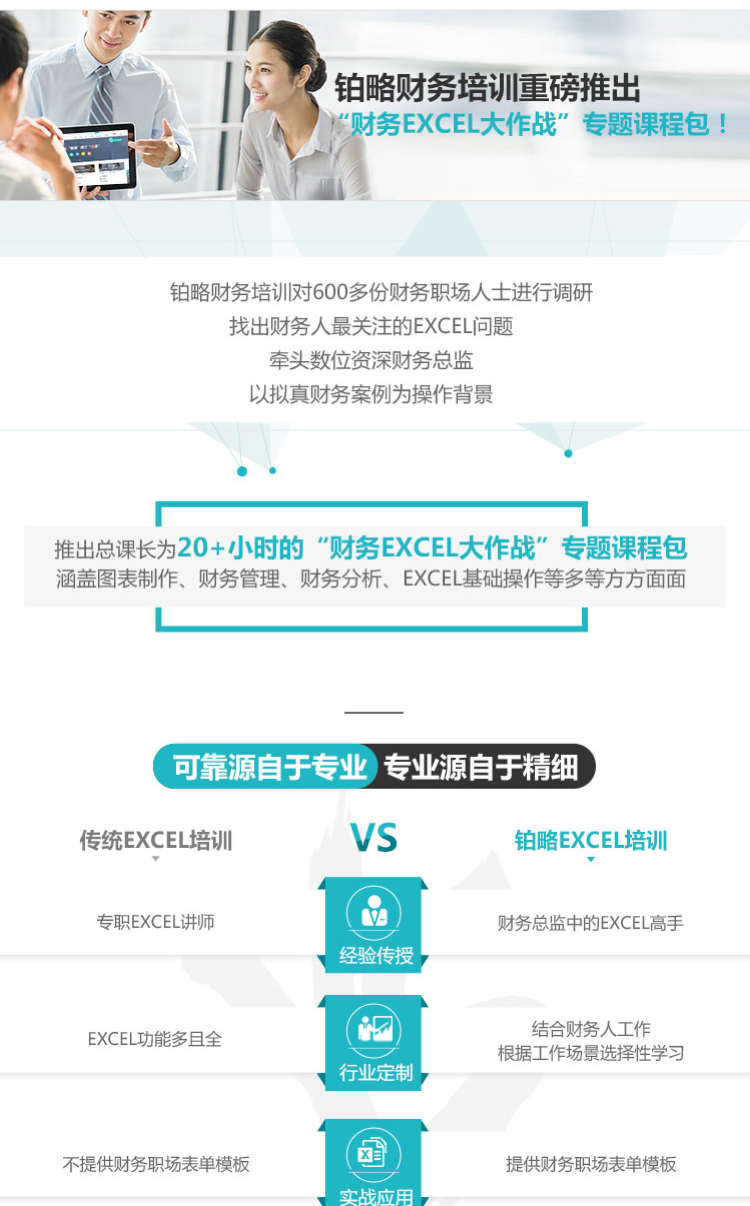 铂略财务培训重磅推出
“财务EXCEL大作战”专题课程包！
铂略财务培训对600多份财务职场人士进行调研
找出财务人最关注的EXCEL问题
牵头数位资深财务总监
以拟真财务案例为操作背景
推出总课长为20+小时的“财务EXCEL大作战”专题课程包
涵盖图表制作、财务管理、财务分析、EXCEL基础操作等多等方方面面
可靠源自于专业 专业源自于精细
传统EXCEL培训 VS 铂略EXCEL培训
专职EXCEL讲师
经验传授
财务总监中的EXCEL高手
EXCEL功能多且全
行业定制
结合财务人工作
根据工作场景选择性学习
不提供财务职场表单模板
实战应用
提供财务职场表单模板